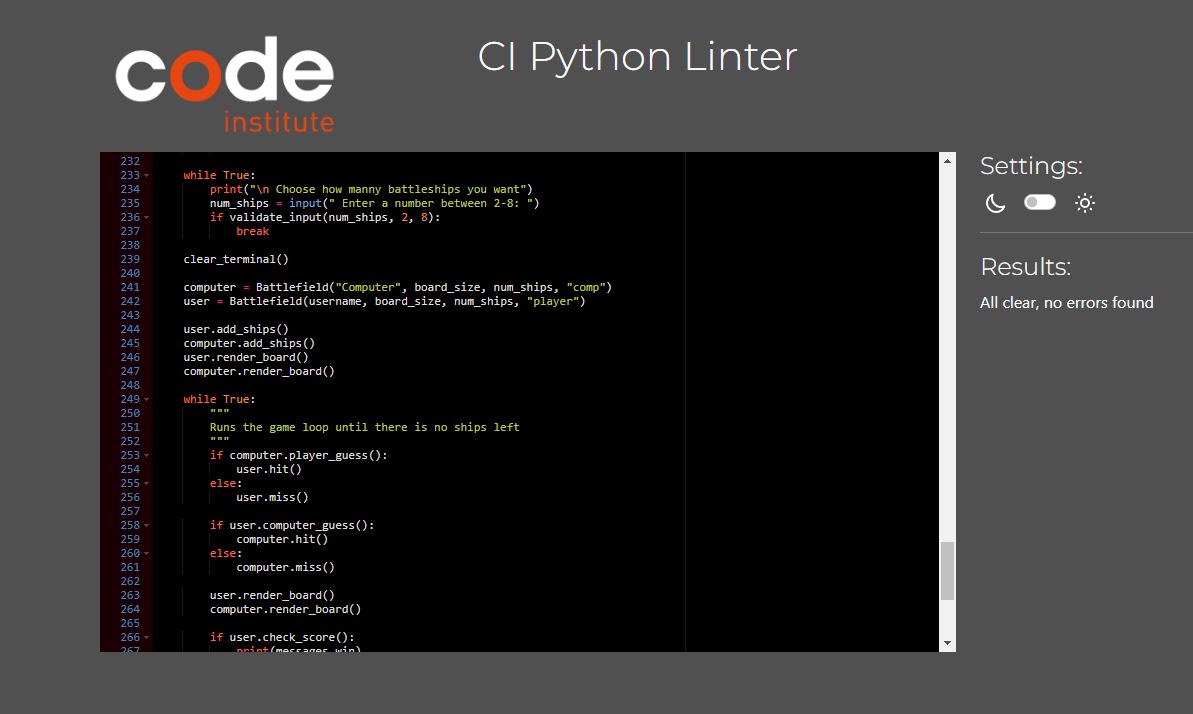 code
institute
CI Python Linter
232
233 while True:
234 print("\n Choose how manny battleships you want")
235 num_ships = input(" Enter a number between 2-8: ")
236 if validate_input(num_ships, 2, 8):
237 break
238
239 clear_terminal()
240
241 computer = Battlefield("Computer", board_size, num_ships, "comp")
242 user = Battlefield(username, board_size, num_ships, "player")
243
244 user.add_ships()
245 computer.add_ships()
246 user.render_board()
247 computer.render_board()
248
249 while True:
250 """
251 Runs the game loop until there is no ships left
252 """
253 if computer.player_guess():
254 user.hit()
255 else:
256 user.miss()
257
258 if user.computer_guess():
259 computer.hit()
260 else:
261 computer.miss()
262
263 user.render_board()
264 computer.render_board()
265
266 if user.check_score():
267 print(messages.win)
Settings:
Results:
All clear, no errors found